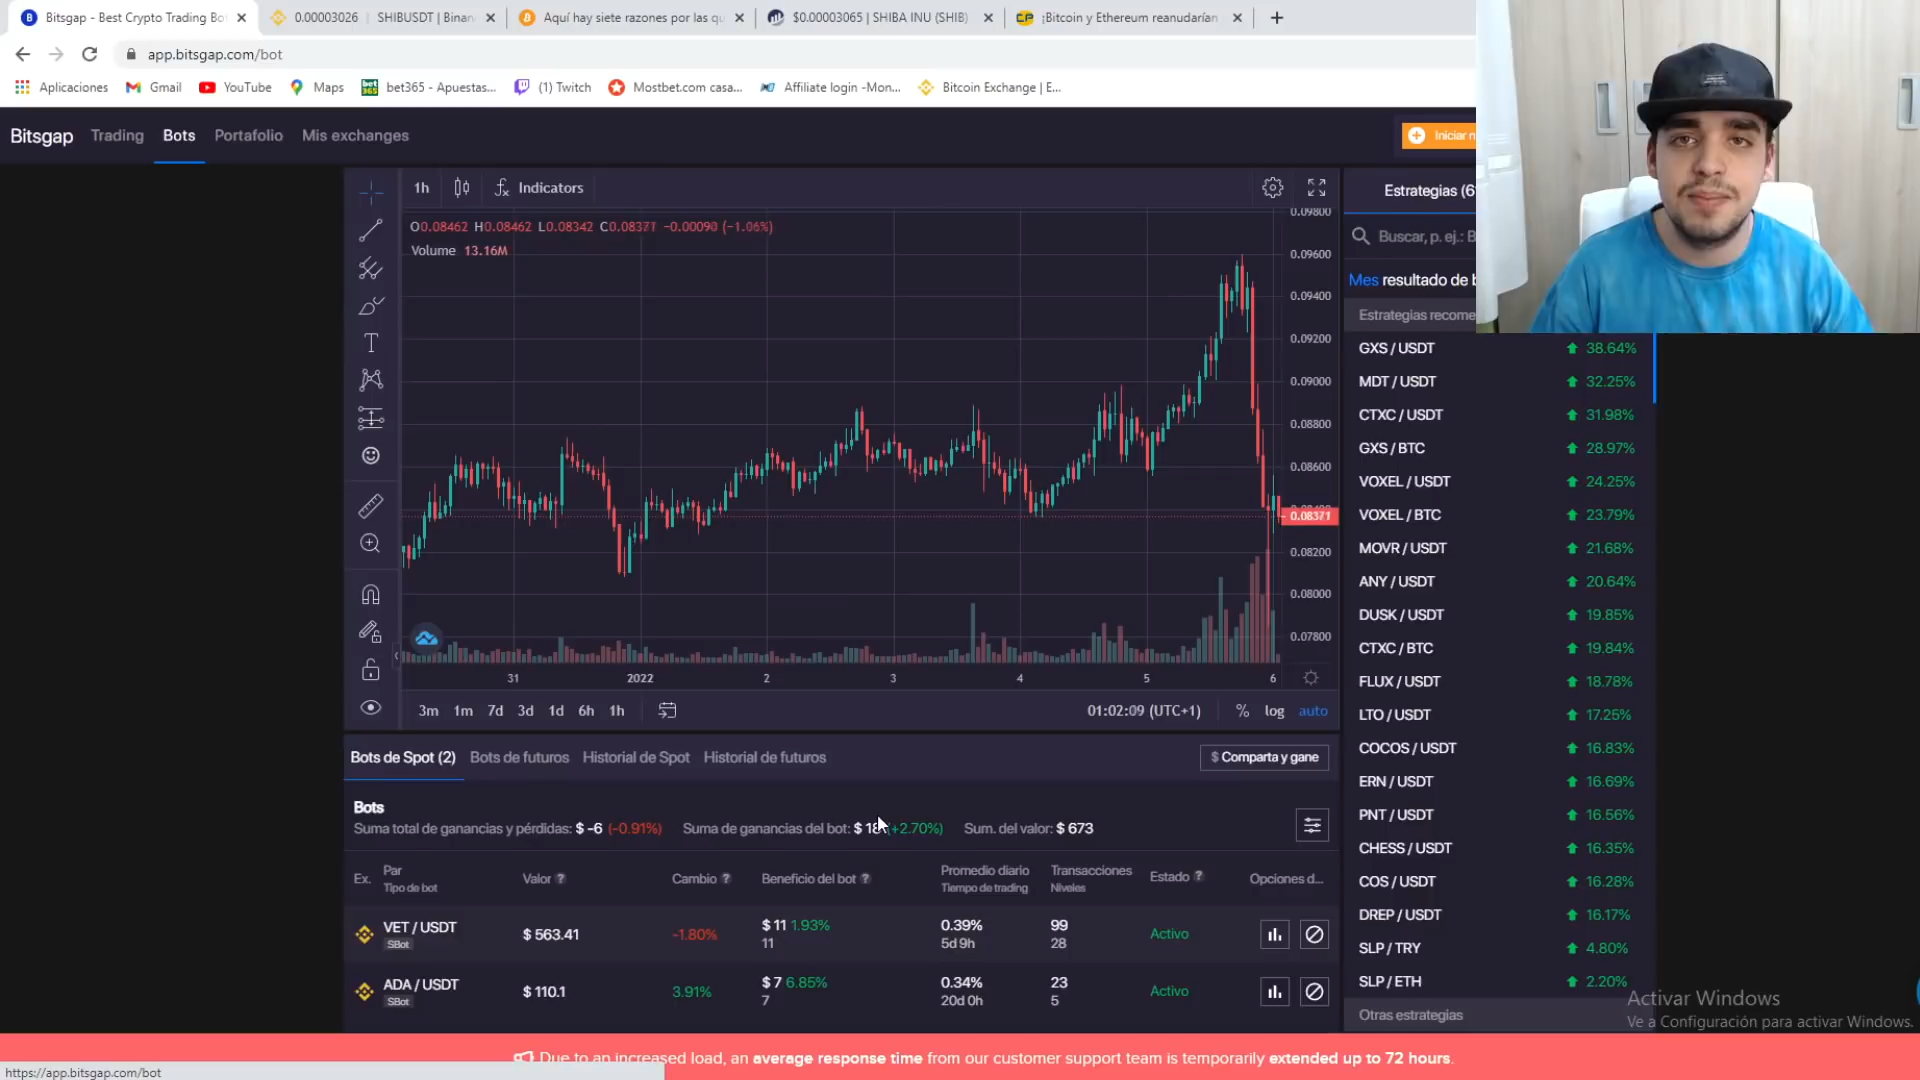 Bitsgap - Best Crypto Trading Bo
0.00003026 | SHIBUSDT | Binan
Aquí hay siete razones por las qu
$0.00003065 | SHIBA INU (SHIB)
¡Bitcoin y Ethereum reanudarían
app.bitsgap.com/bot
Aplicaciones
Gmail
YouTube
Maps
bet365
bet365 - Apuestas...
(1) Twitch
Mostbet.com casa...
Affiliate login -Mon...
Bitcoin Exchange | E...
Bitsgap
Trading
Bots
Portafolio
Mis exchanges
Iniciar
1h
Indicators
Estrategias (6
O0.08462 H0.08462 L0.08342 C0.08371 -0.00090 (-1.06%)
Volume 13.16M
Buscar, p. ej.: B
Mes resultado de
Estrategias recome
0.09800
0.09600
0.09400
0.09200
0.09000
0.08800
0.08600
0.08371
0.08200
0.08000
0.07800
31
2022
2
3
4
5
6
3m 1m 7d 3d 1d 6h 1h
01:02:09 (UTC+1)
% log auto
GXS / USDT 38.64%
MDT / USDT 32.25%
CTXC / USDT 31.98%
GXS / BTC 28.97%
VOXEL / USDT 24.25%
VOXEL / BTC 23.79%
MOVR / USDT 21.68%
ANY / USDT 20.64%
DUSK / USDT 19.85%
CTXC / BTC 19.84%
FLUX / USDT 18.78%
LTO / USDT 17.25%
COCOS / USDT 16.83%
ERN / USDT 16.69%
PNT / USDT 16.56%
CHESS / USDT 16.35%
COS / USDT 16.28%
DREP / USDT 16.17%
SLP / TRY 4.80%
SLP / ETH 2.20%
Otras estrategias
Bots de Spot (2)
Bots de futuros
Historial de Spot
Historial de futuros
$ Comparta y gane
Bots
Suma total de ganancias y pérdidas: $ -6 (-0.91%)
Suma de ganancias del bot: $ 18 (+2.70%)
Sum. del valor: $ 673
Ex.
Par
Tipo de bot
Valor ?
Cambio ?
Beneficio del bot ?
Promedio diario
Tiempo de trading
Transacciones
Niveles
Estado ?
Opciones d...
VET / USDT
SBot
$ 563.41
-1.80%
$ 11 1.93%
11
0.39%
5d 9h
99
28
Activo
ADA / USDT
SBot
$ 110.1
3.91%
$ 7 6.85%
7
0.34%
20d 0h
23
5
Activo
Activar Windows
Ve a Configuración para activar Windows.
Due to an increased load, an average response time from our customer support team is temporarily extended up to 72 hours.
https://app.bitsgap.com/bot